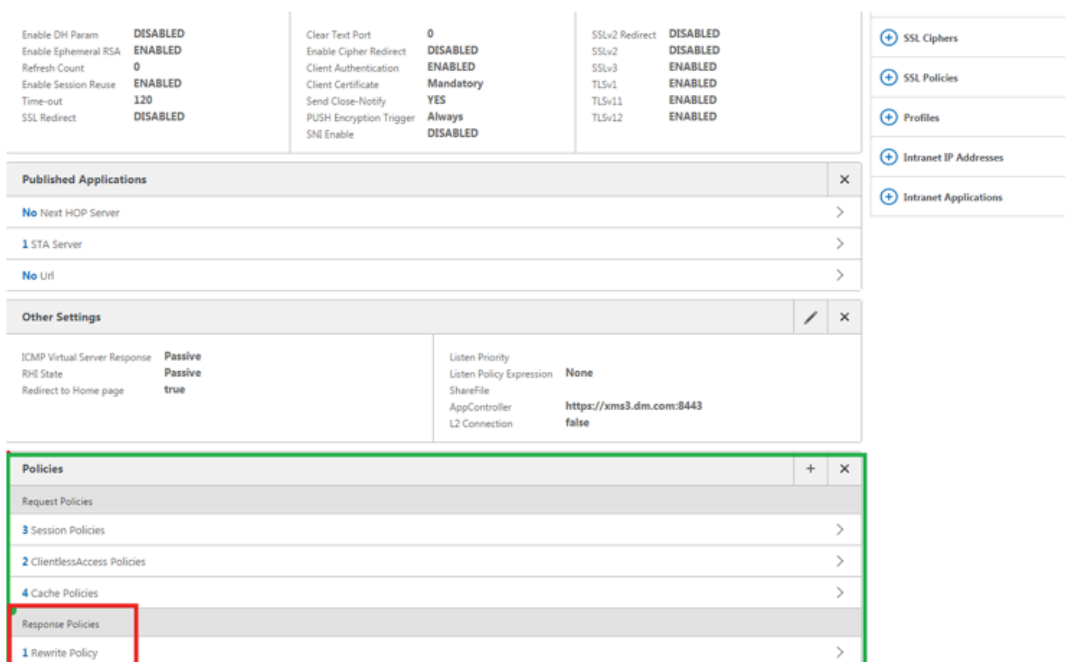 Enable DH Param DISABLED
Enable Ephemeral RSA ENABLED
Refresh Count 0
Enable Session Reuse ENABLED
Time-out 120
SSL Redirect DISABLED
Clear Text Port 0
Enable Cipher Redirect DISABLED
Client Authentication ENABLED
Client Certificate Mandatory
Send Close-Notify YES
PUSH Encryption Trigger Always
SNI Enable DISABLED
SSLv2 Redirect DISABLED
SSLv2 DISABLED
SSLv3 ENABLED
TLSv1 ENABLED
TLSv11 ENABLED
TLSv12 ENABLED
SSL Ciphers
SSL Policies
Profiles
Intranet IP Addresses
Intranet Applications
Published Applications
No Next HOP Server
1 STA Server
No Url
Other Settings
ICMP Virtual Server Response Passive
RHI State Passive
Redirect to Home page true
Listen Priority
Listen Policy Expression None
ShareFile
AppController https://xms3.dm.com:8443
L2 Connection false
Policies
Request Policies
3 Session Policies
2 ClientlessAccess Policies
4 Cache Policies
Response Policies
1 Rewrite Policy